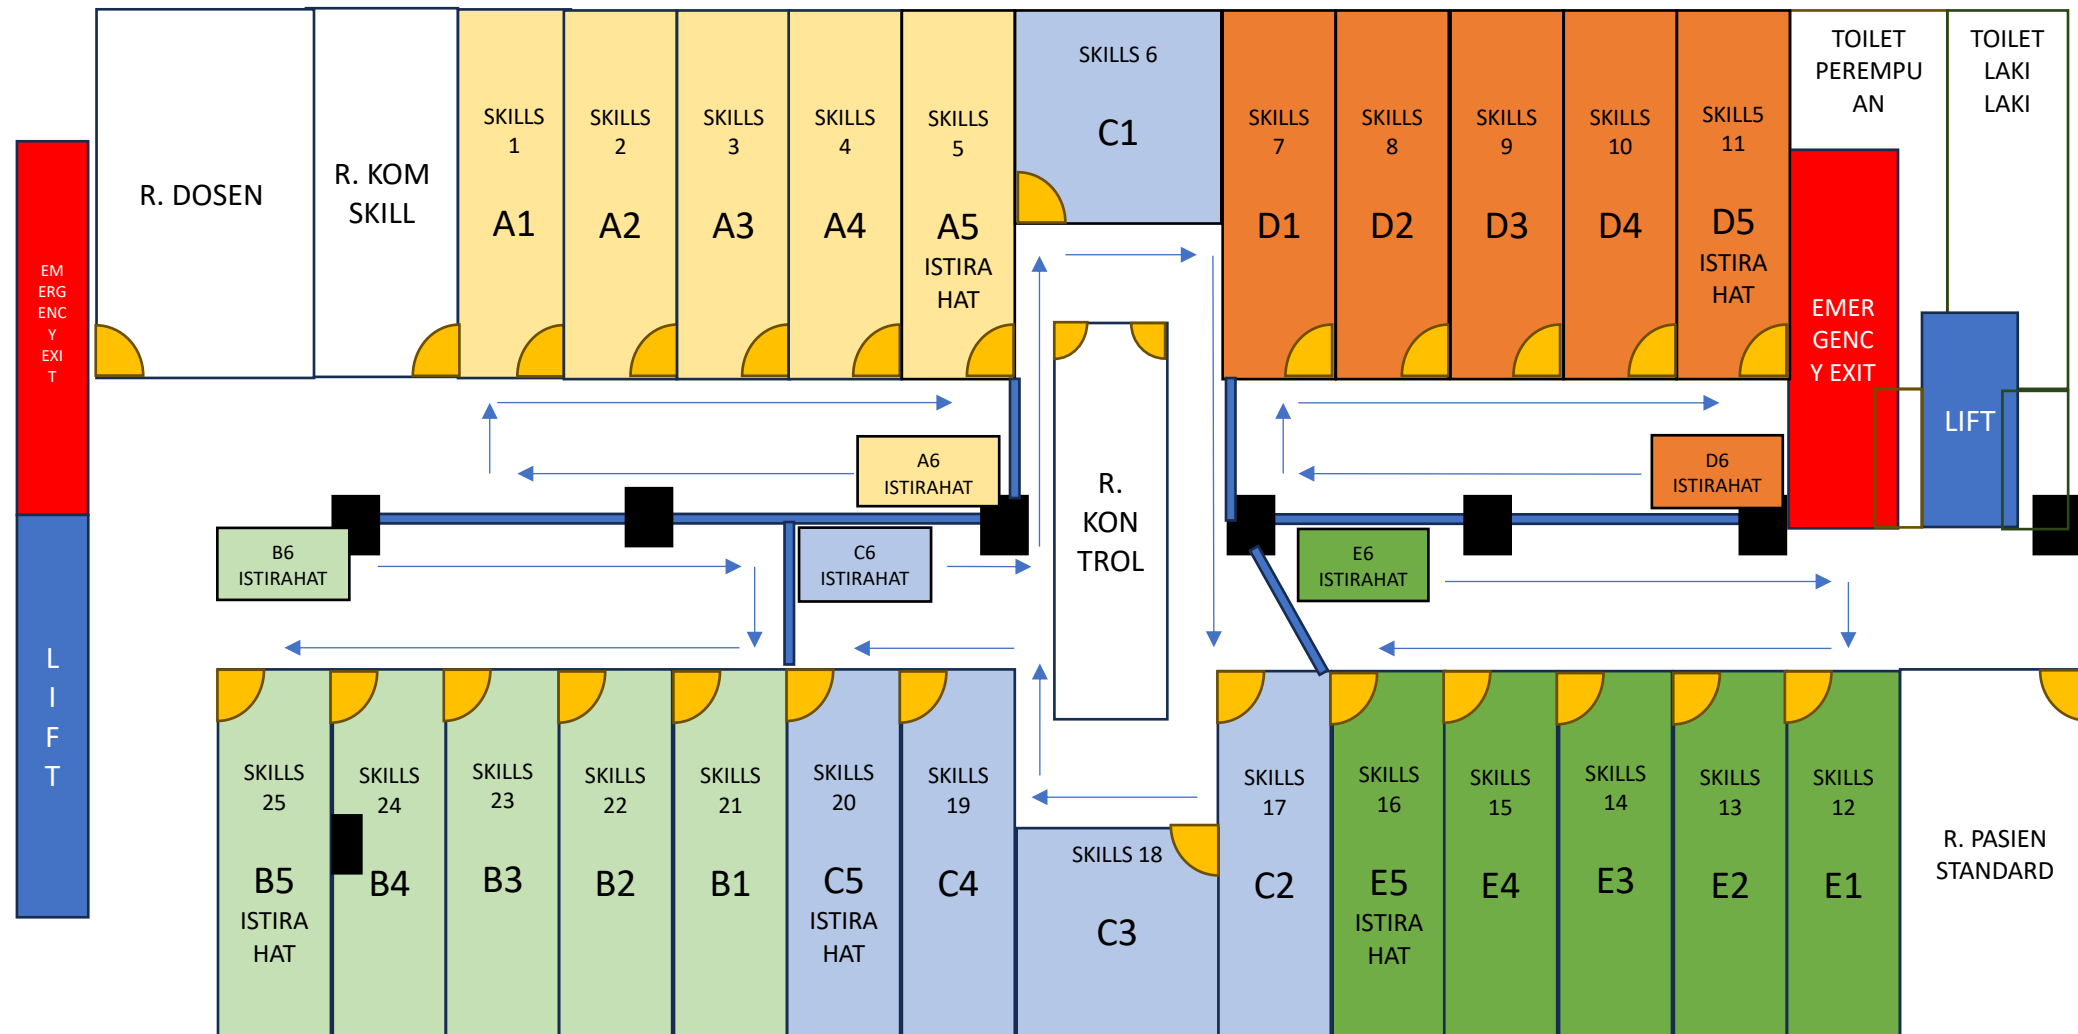 R. DOSEN
R. KOM
SKILL
SKILLS
1
A1
SKILLS
2
A2
SKILLS
3
A3
SKILLS
4
A4
SKILLS
5
A5
ISTIRA
HAT
SKILLS 6
C1
SKILLS
7
D1
SKILLS
8
D2
SKILLS
9
D3
SKILLS
10
D4
SKILL5
11
D5
ISTIRA
HAT
TOILET
PEREMPU
AN
TOILET
LAKI
LAKI
EM
ERG
ENC
Y
EXI
T
EMER
GENC
Y EXIT
LIFT
A6
ISTIRAHAT
R.
KON
TROL
D6
ISTIRAHAT
B6
ISTIRAHAT
C6
ISTIRAHAT
E6
ISTIRAHAT
L
I
F
T
SKILLS
25
B5
ISTIRA
HAT
SKILLS
24
B4
SKILLS
23
B3
SKILLS
22
B2
SKILLS
21
B1
SKILLS
20
C5
ISTIRA
HAT
SKILLS
19
C4
SKILLS 18
C3
SKILLS
17
C2
SKILLS
16
E5
ISTIRA
HAT
SKILLS
15
E4
SKILLS
14
E3
SKILLS
13
E2
SKILLS
12
E1
R. PASIEN
STANDARD